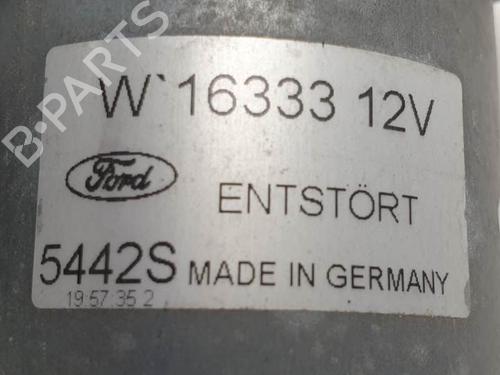 B·PARTS
W`16333 12V
Ford
ENTSTÖRT
5442S MADE IN GERMANY
19:57:35 2